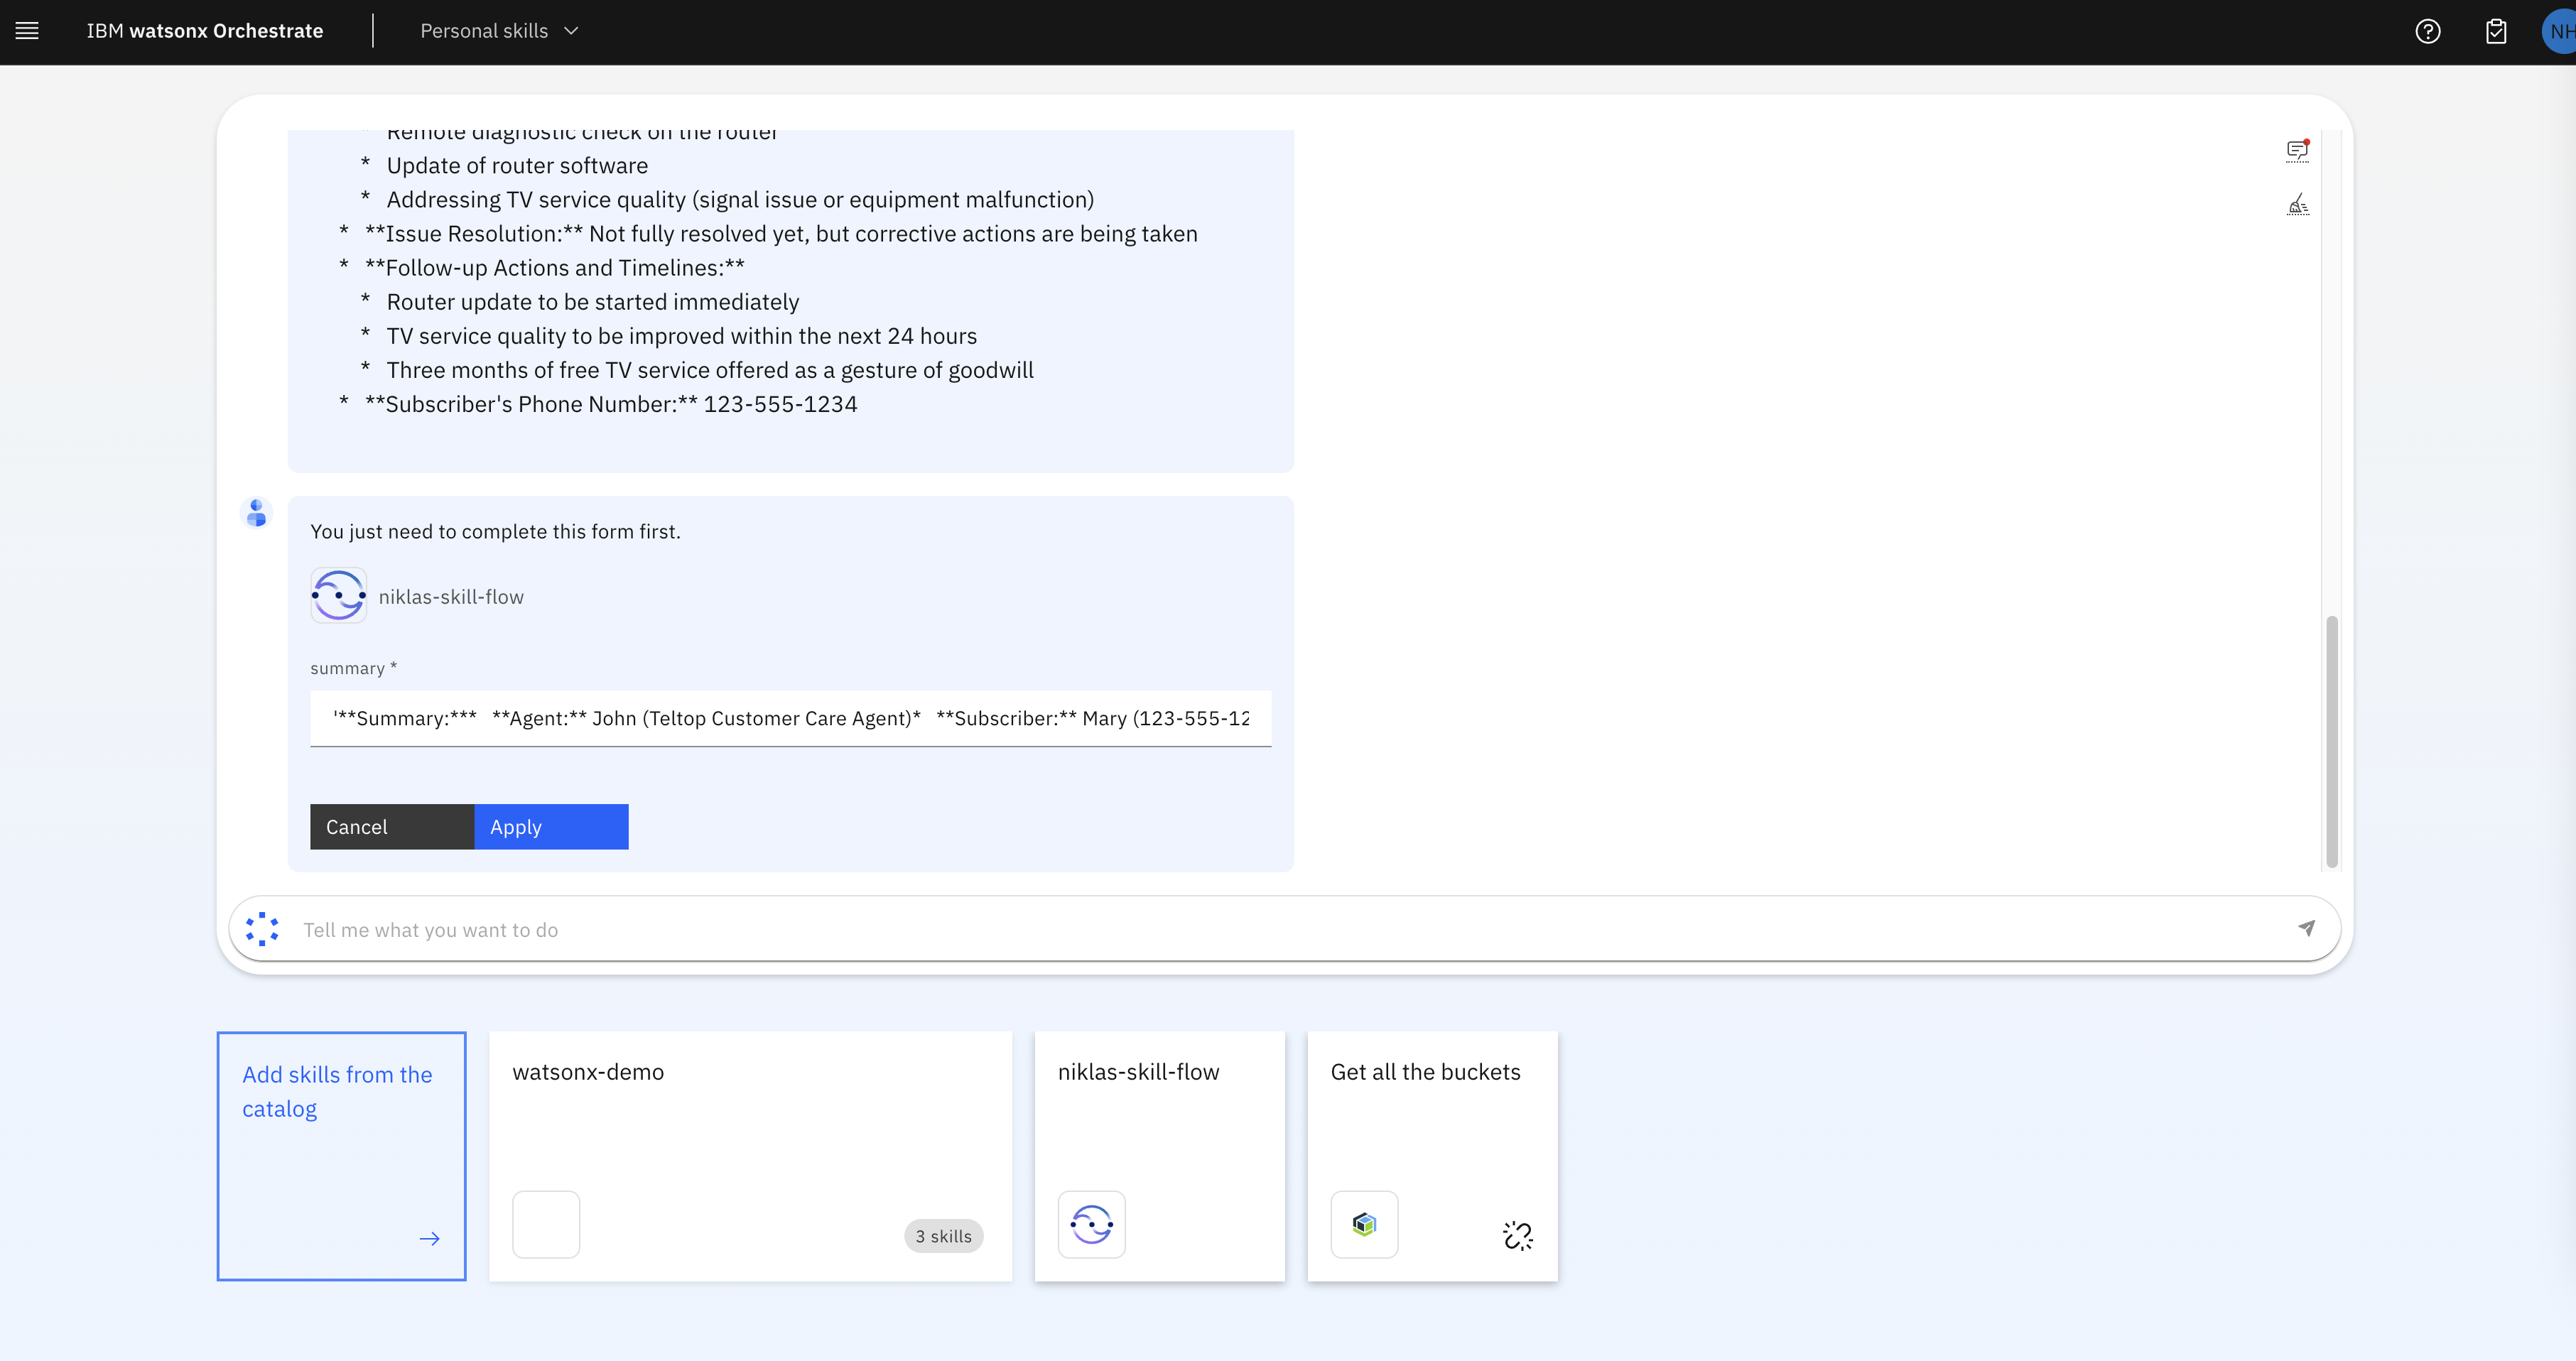 IBM watsonx Orchestrate
Personal skills
NH
* Remote diagnostic check on the router
* Update of router software
* Addressing TV service quality (signal issue or equipment malfunction)
* **Issue Resolution:** Not fully resolved yet, but corrective actions are being taken
* **Follow-up Actions and Timelines:**
* Router update to be started immediately
* TV service quality to be improved within the next 24 hours
* Three months of free TV service offered as a gesture of goodwill
* **Subscriber's Phone Number:** 123-555-1234
You just need to complete this form first.
niklas-skill-flow
summary *
'**Summary:*** **Agent:** John (Teltop Customer Care Agent)* **Subscriber:** Mary (123-555-12
Cancel
Apply
Tell me what you want to do
Add skills from the
catalog
watsonx-demo
3 skills
niklas-skill-flow
Get all the buckets